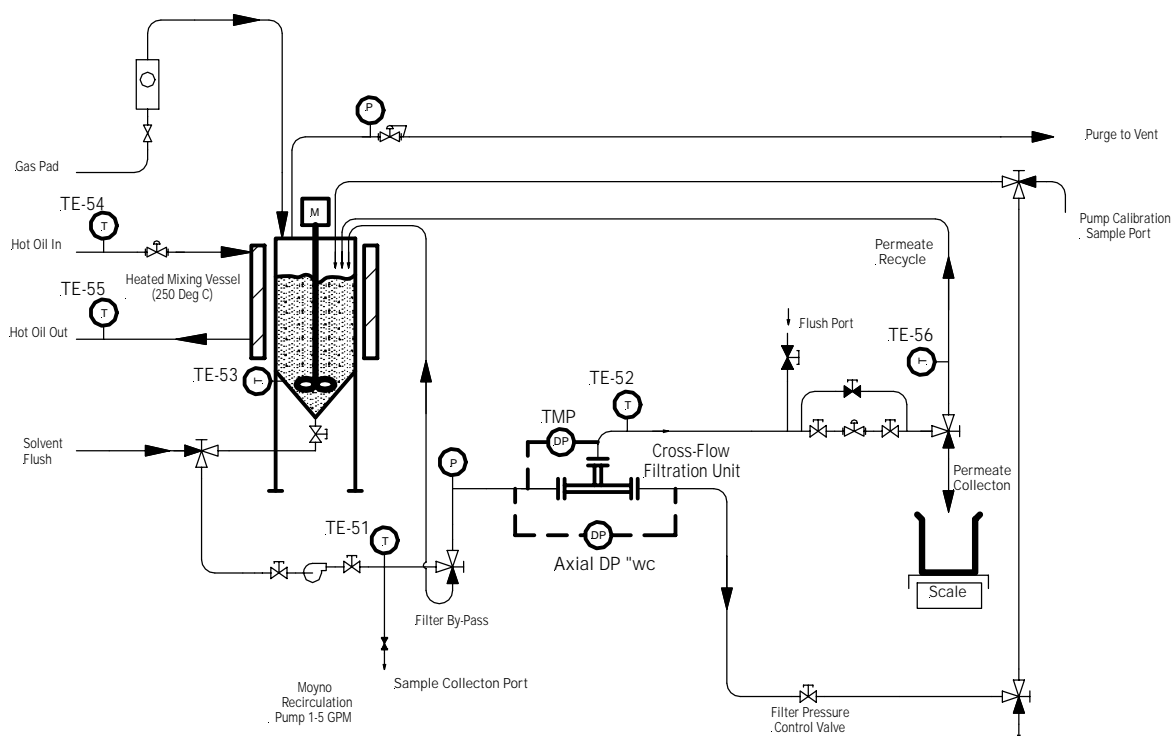 P
.Purge to Vent
.Gas Pad
.TE-54
.T
M
.Pump Calibration
.Sample Port
.Hot Oil In
.Permeate
.Recycle
.Heated Mixing Vessel
(250 Deg C)
.TE-55
.T
.Hot Oil Out
.Flush Port
.TE-56
.T
.TE-53
.T
.TE-52
.T
.TMP
.DP
.Solvent
.Flush
.Cross-Flow
.Filtration Unit
.P
.Permeate
.Collecton
.TE-51
.T
.DP
.Axial DP "wc
.Scale
.Filter By-Pass
.Sample Collecton Port
.Moyno
.Recirculation
. Pump 1-5 GPM
.Filter Pressure
.Control Valve